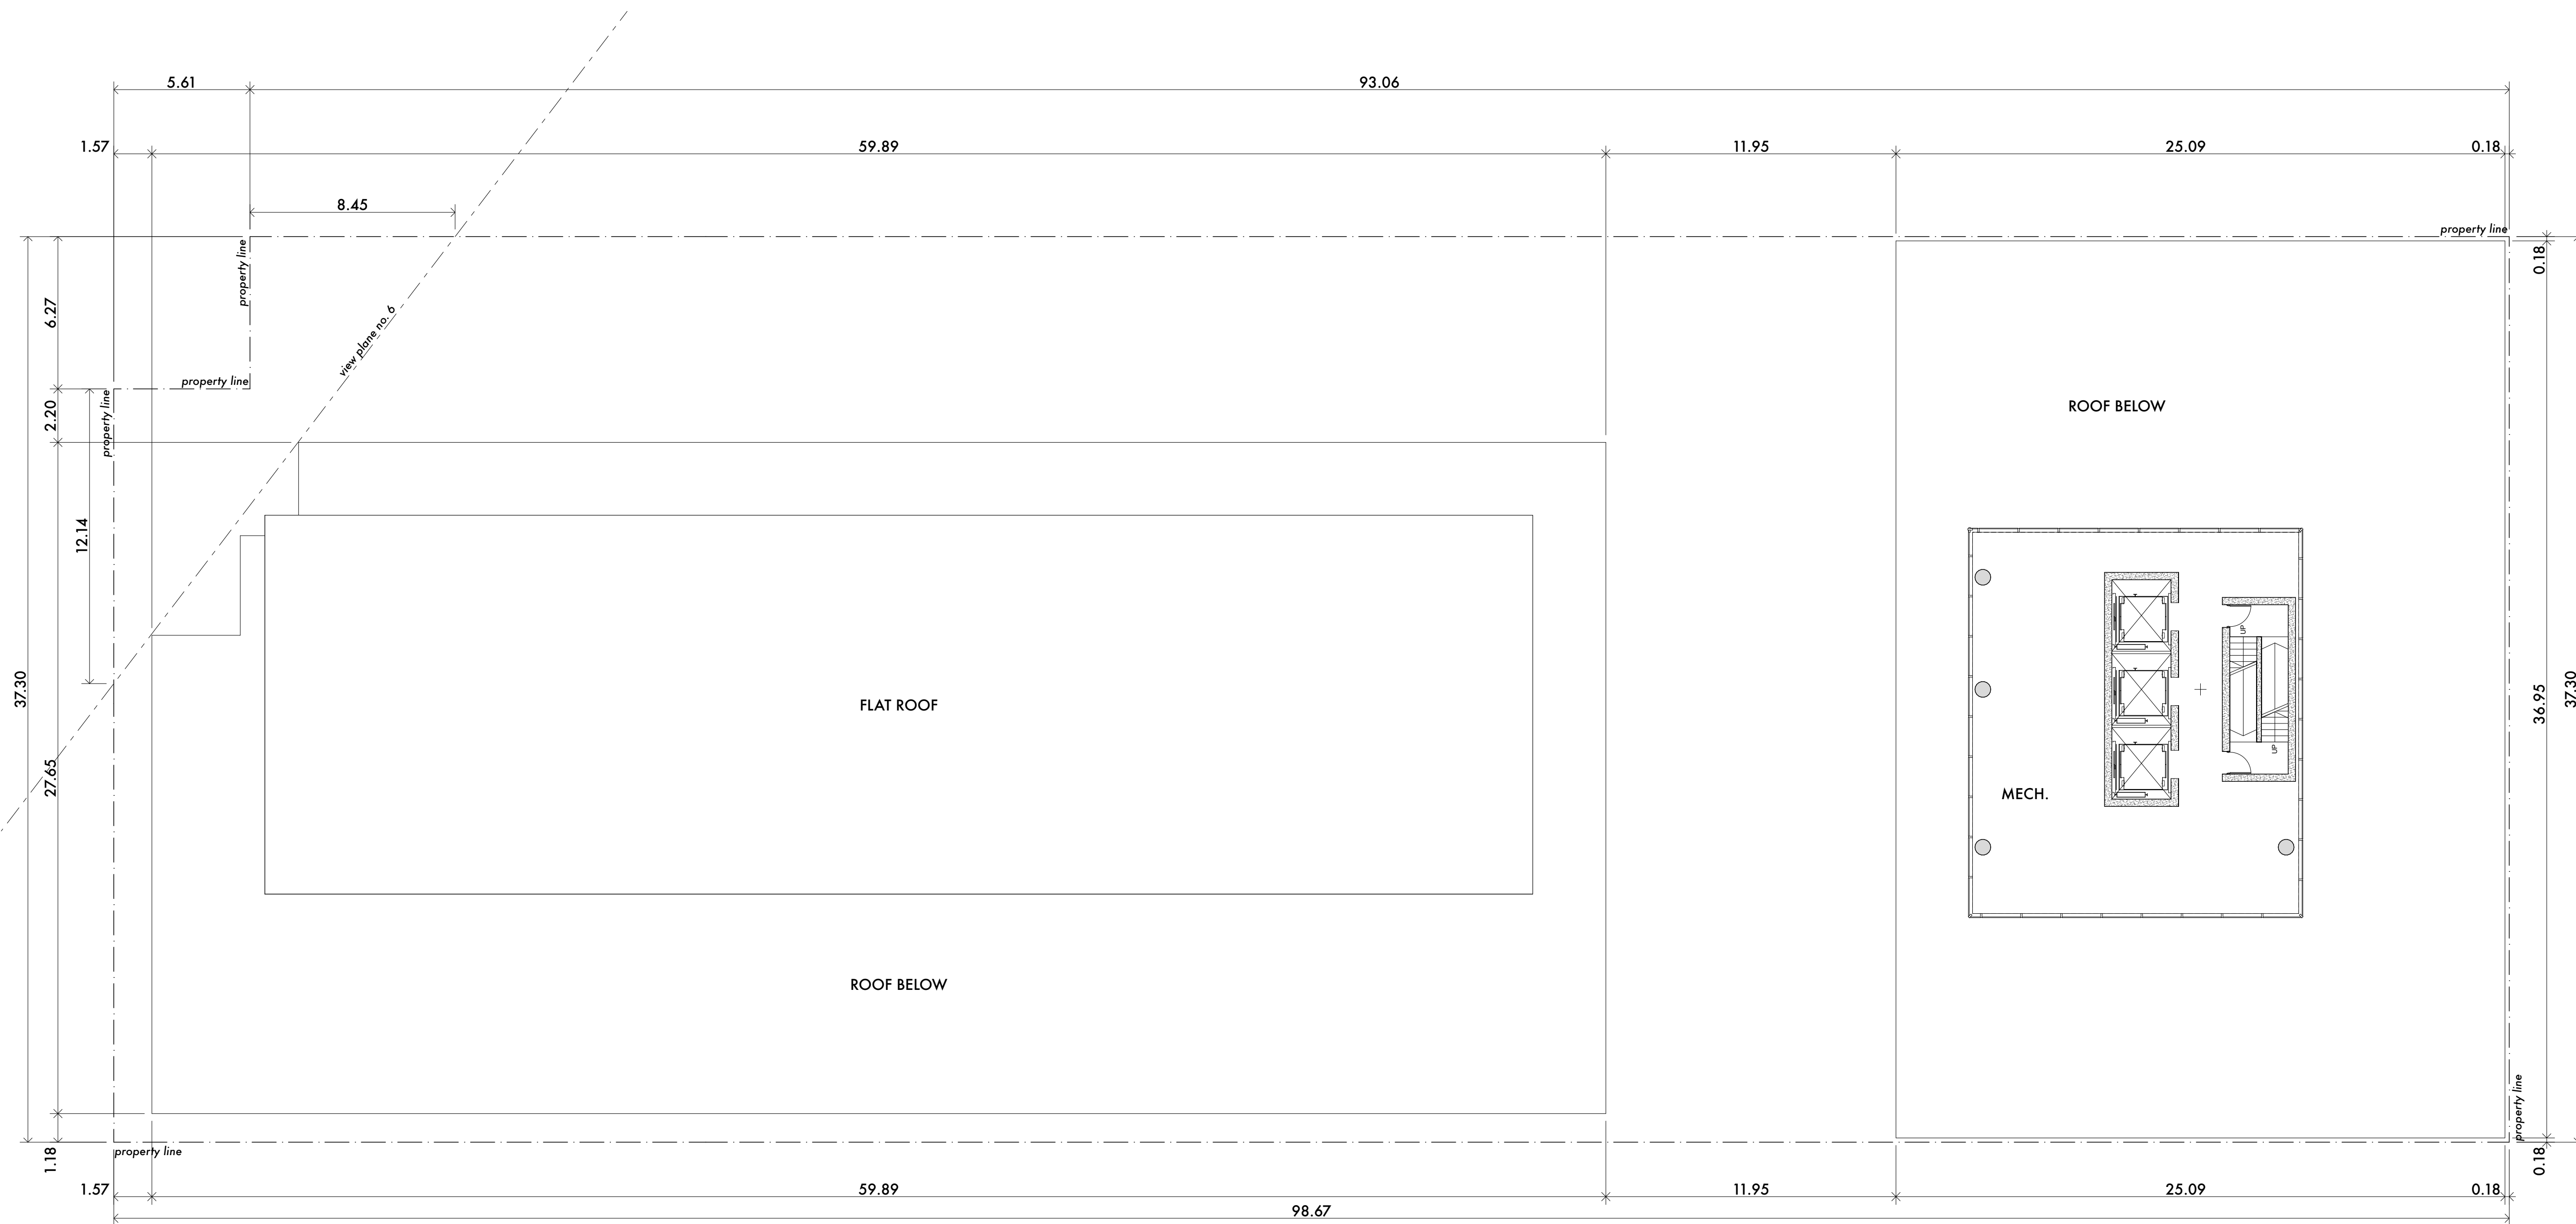 5.61
93.06
1.57
59.89
11.95
25.09
0.18
8.45
property line
property line
0.18
6.27
view plane no. 6
property line
property line
2.20
ROOF BELOW
12.14
UP
37.30
FLAT ROOF
36.95
37.30
UP
27.65
MECH.
ROOF BELOW
property line
property line
1.18
0.18
1.57
59.89
11.95
25.09
0.18
98.67